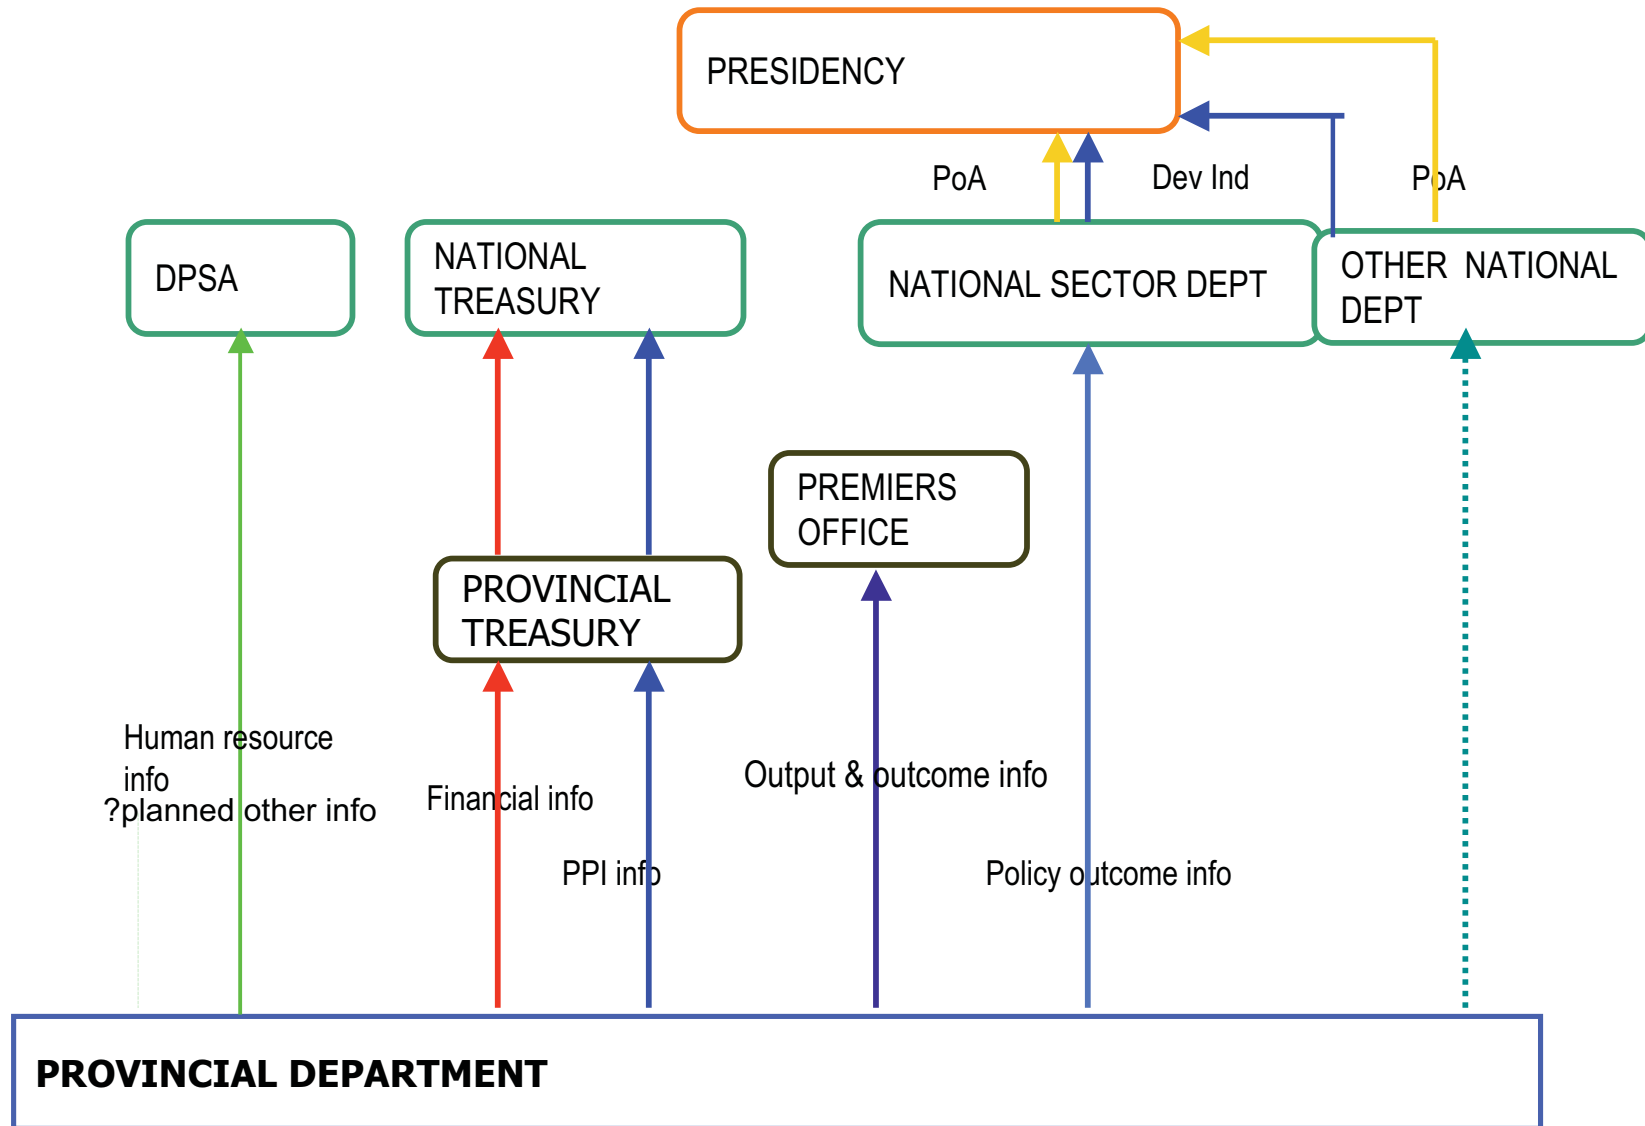 PRESIDENCY
PoA
Dev Ind
PoA
DPSA
NATIONAL
TREASURY
NATIONAL SECTOR DEPT
OTHER NATIONAL
DEPT
PREMIERS
OFFICE
PROVINCIAL
TREASURY
Human resource
info
?planned other info
Financial info
Output & outcome info
PPI info
Policy outcome info
PROVINCIAL DEPARTMENT